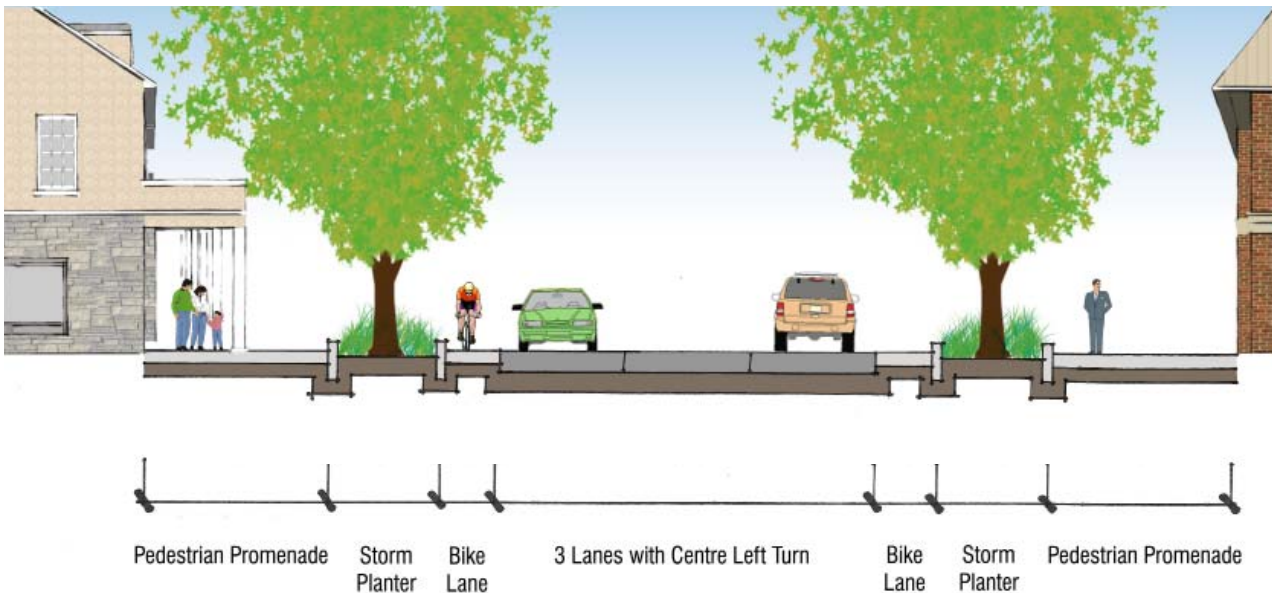 Pedestrian Promenade
Storm
Planter
Bike
Lane
3 Lanes with Centre Left Turn
Bike
Lane
Storm
Planter
Pedestrian Promenade